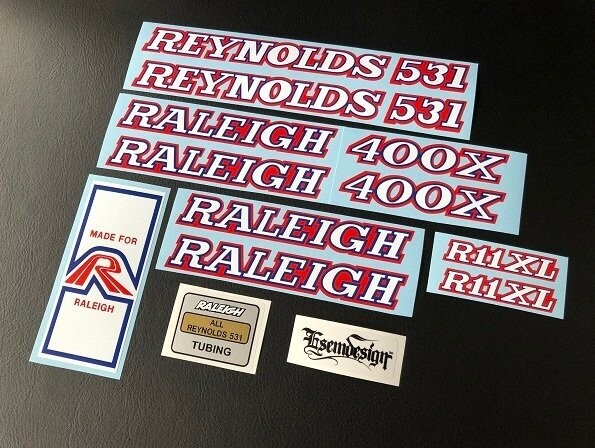 REYNOLDS 531
REYNOLDS 531
RALEIGH 400X
RALEIGH 400X
RALEIGH
RALEIGH
R11XL
R11XL
MADE FOR
R
RALEIGH
RALEIGH
ALL
REYNOLDS 531
TUBING
Esemdesign